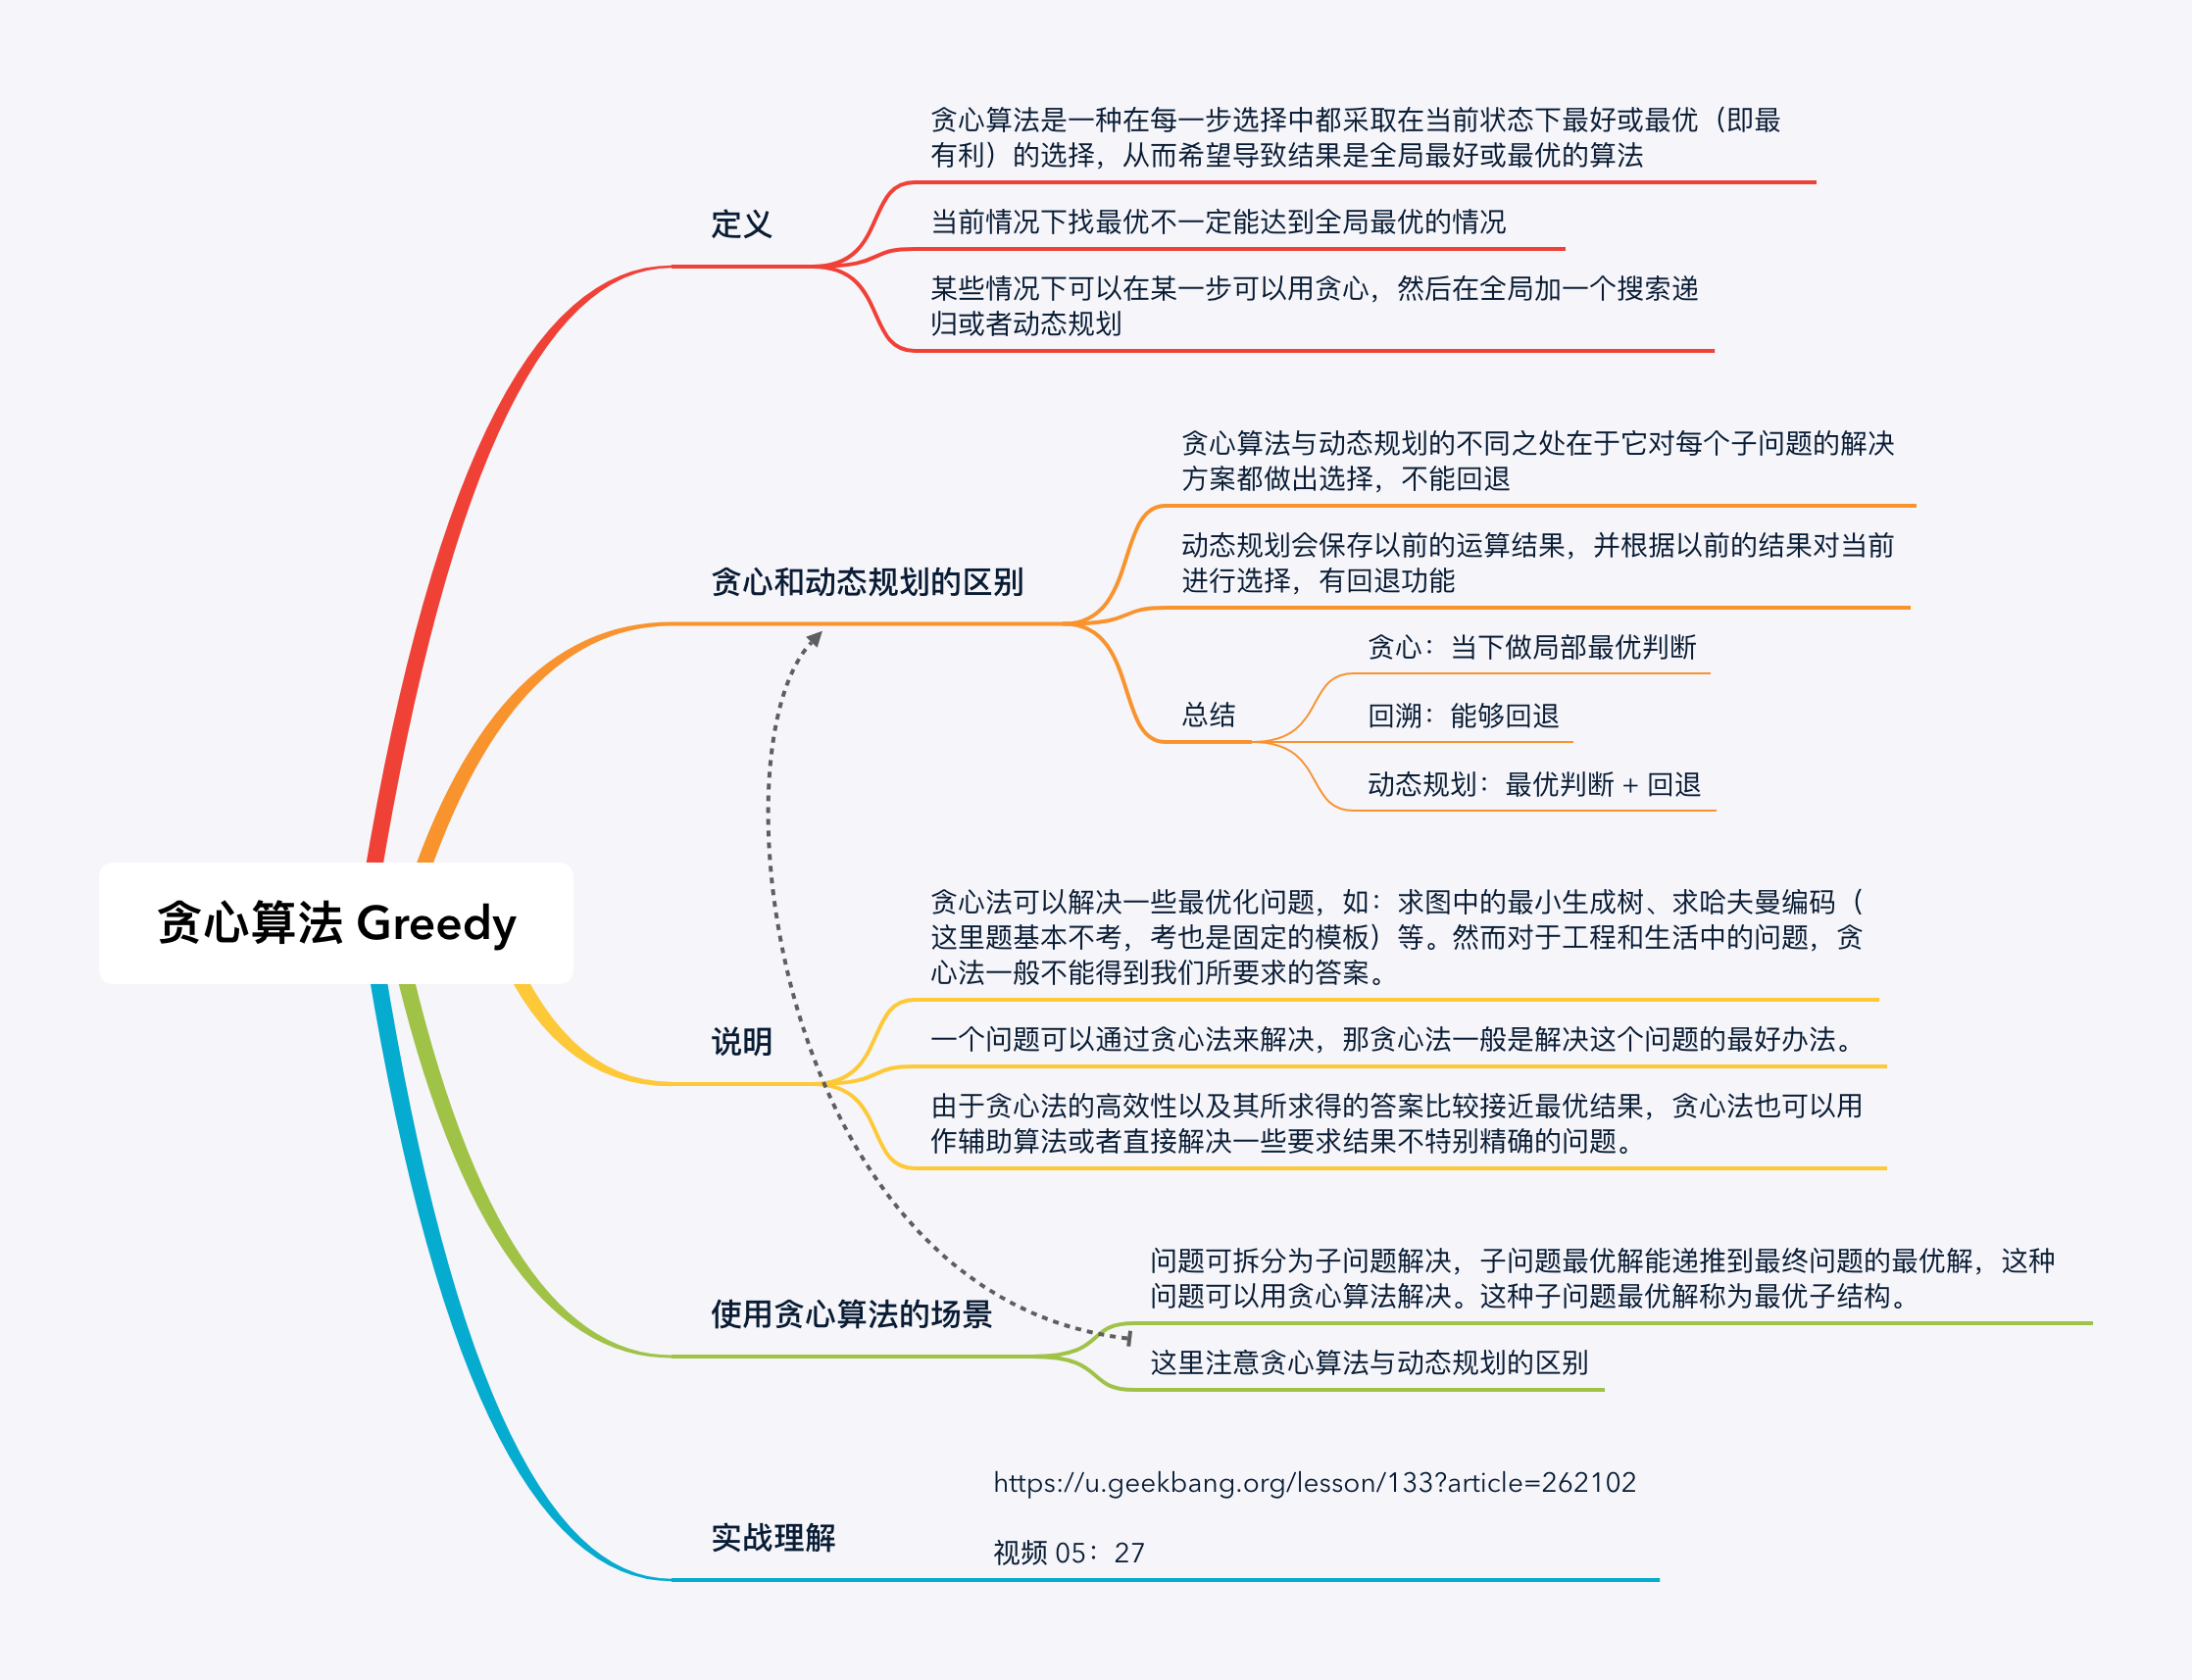 贪心算法 Greedy
定义
贪心算法是一种在每一步选择中都采取在当前状态下最好或最优（即最
有利）的选择，从而希望导致结果是全局最好或最优的算法
当前情况下找最优不一定能达到全局最优的情况
某些情况下可以在某一步可以用贪心，然后在全局加一个搜索递
归或者动态规划
贪心和动态规划的区别
贪心算法与动态规划的不同之处在于它对每个子问题的解决
方案都做出选择，不能回退
动态规划会保存以前的运算结果，并根据以前的结果对当前
进行选择，有回退功能
总结
贪心：当下做局部最优判断
回溯：能够回退
动态规划：最优判断 + 回退
说明
贪心法可以解决一些最优化问题，如：求图中的最小生成树、求哈夫曼编码（
这里题基本不考，考也是固定的模板）等。然而对于工程和生活中的问题，贪
心法一般不能得到我们所要求的答案。
一个问题可以通过贪心法来解决，那贪心法一般是解决这个问题的最好办法。
由于贪心法的高效性以及其所求得的答案比较接近最优结果，贪心法也可以用
作辅助算法或者直接解决一些要求结果不特别精确的问题。
使用贪心算法的场景
问题可拆分为子问题解决，子问题最优解能递推到最终问题的最优解，这种
问题可以用贪心算法解决。这种子问题最优解称为最优子结构。
这里注意贪心算法与动态规划的区别
实战理解
https://u.geekbang.org/lesson/133?article=262102
视频 05：27